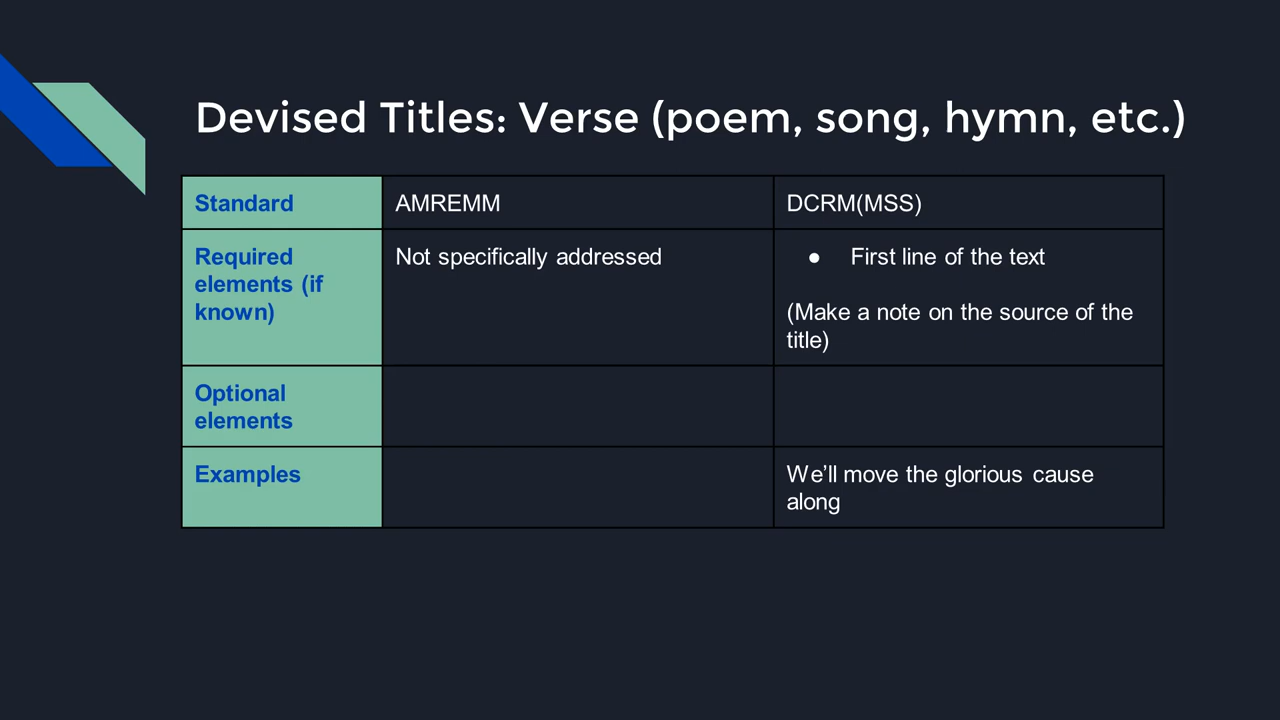 Devised Titles: Verse (poem, song, hymn, etc.)
Standard
AMREMM
DCRM(MSS)
Required
elements (if
known)
Not specifically addressed
● First line of the text
(Make a note on the source of the
title)
Optional
elements
Examples
We’ll move the glorious cause
along